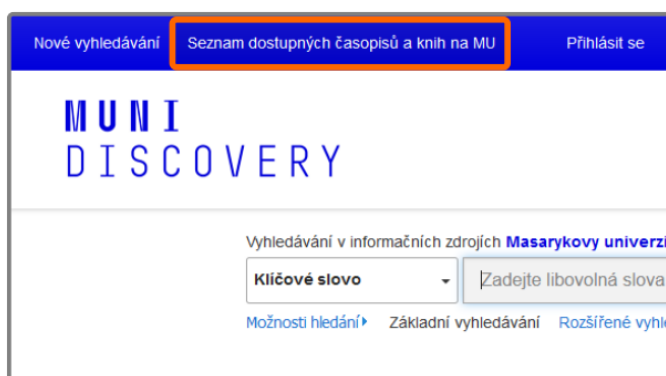 Nové vyhledávání Seznam dostupných časopisů a knih na MU Přihlásit se
MUNI
DISCOVERY
Vyhledávání v informačních zdrojích Masarykovy univerzi
Klíčové slovo Zadejte libovolná slova
Možnosti hledání Základní vyhledávání Rozšířené vyhle